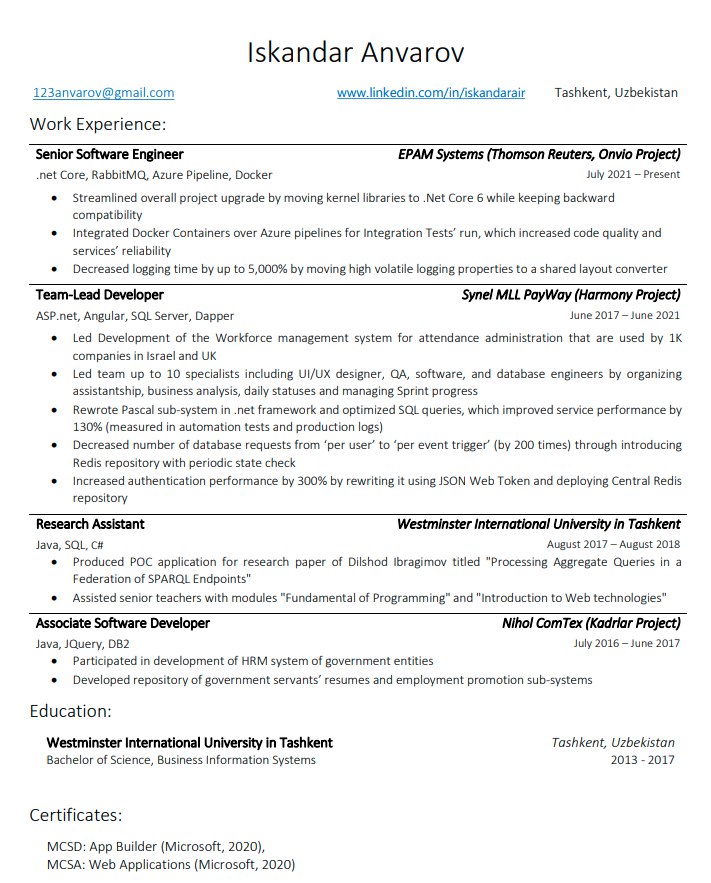 Iskandar Anvarov
123anvarov@gmail.com www.linkedin.com/in/iskandarair Tashkent, Uzbekistan
Work Experience:
Senior Software Engineer EPAM Systems (Thomson Reuters, Onvio Project)
.net Core, RabbitMQ, Azure Pipeline, Docker July 2021 – Present
• Streamlined overall project upgrade by moving kernel libraries to .Net Core 6 while keeping backward
compatibility
• Integrated Docker Containers over Azure pipelines for Integration Tests’ run, which increased code quality and
services’ reliability
• Decreased logging time by up to 5,000% by moving high volatile logging properties to a shared layout converter
Team-Lead Developer Synel MLL PayWay (Harmony Project)
ASP.net, Angular, SQL Server, Dapper June 2017 – June 2021
• Led Development of the Workforce management system for attendance administration that are used by 1K
companies in Israel and UK
• Led team up to 10 specialists including UI/UX designer, QA, software, and database engineers by organizing
assistantship, business analysis, daily statuses and managing Sprint progress
• Rewrote Pascal sub-system in .net framework and optimized SQL queries, which improved service performance by
130% (measured in automation tests and production logs)
• Decreased number of database requests from ‘per user’ to ‘per event trigger’ (by 200 times) through introducing
Redis repository with periodic state check
• Increased authentication performance by 300% by rewriting it using JSON Web Token and deploying Central Redis
repository
Research Assistant Westminster International University in Tashkent
Java, SQL, C# August 2017 – August 2018
• Produced POC application for research paper of Dilshod Ibragimov titled "Processing Aggregate Queries in a
Federation of SPARQL Endpoints"
• Assisted senior teachers with modules "Fundamental of Programming" and "Introduction to Web technologies"
Associate Software Developer Nihol ComTex (Kadrlar Project)
Java, JQuery, DB2 July 2016 – June 2017
• Participated in development of HRM system of government entities
• Developed repository of government servants’ resumes and employment promotion sub-systems
Education:
Westminster International University in Tashkent Tashkent, Uzbekistan
Bachelor of Science, Business Information Systems 2013 - 2017
Certificates:
MCSD: App Builder (Microsoft, 2020),
MCSA: Web Applications (Microsoft, 2020)